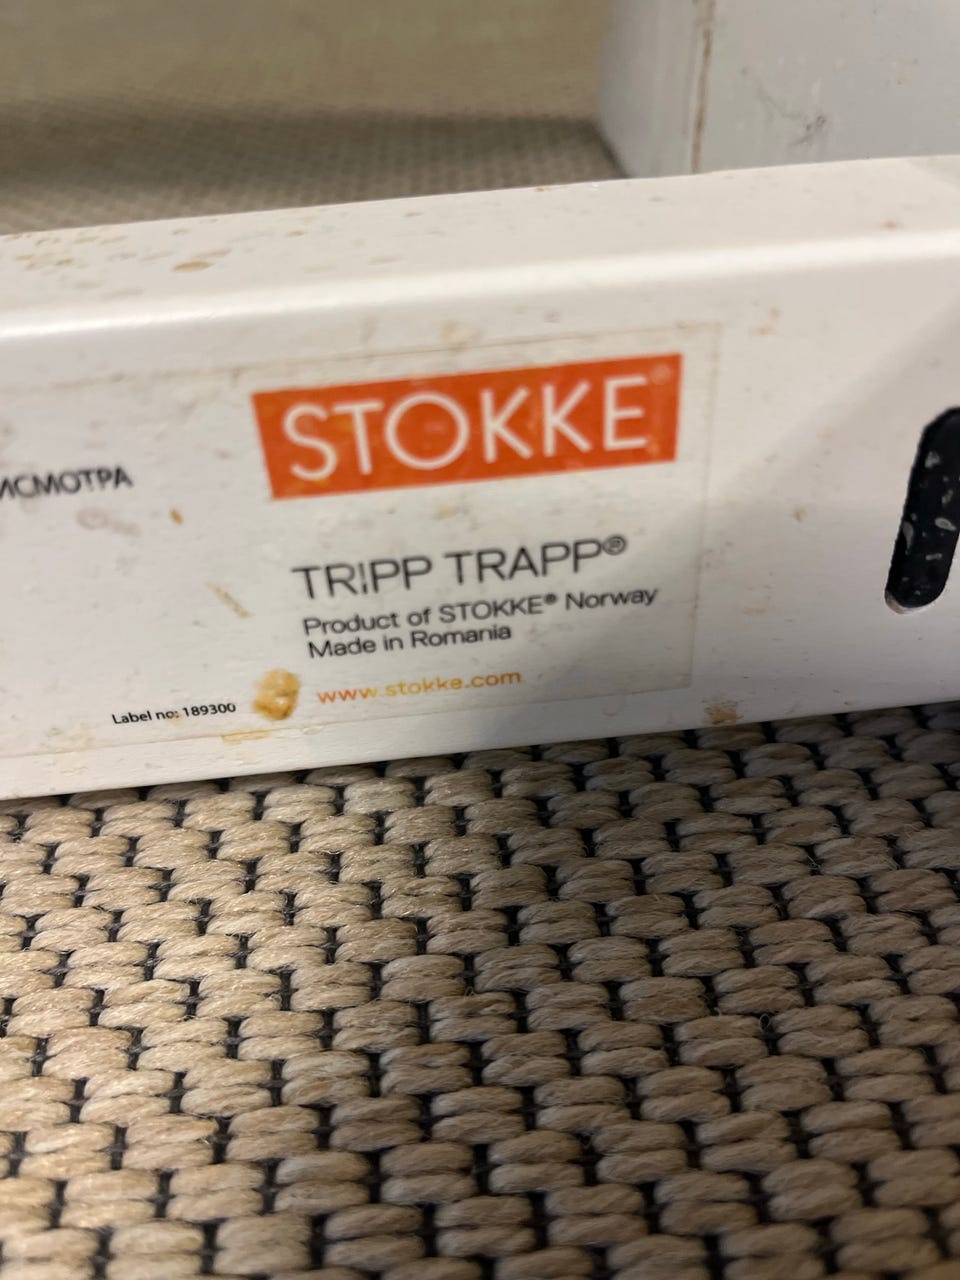 STOKKE®
ИСМОТРА
TRIPP TRAPP®
Product of STOKKE® Norway
Made in Romania
www.stokke.com
Label no: 189300